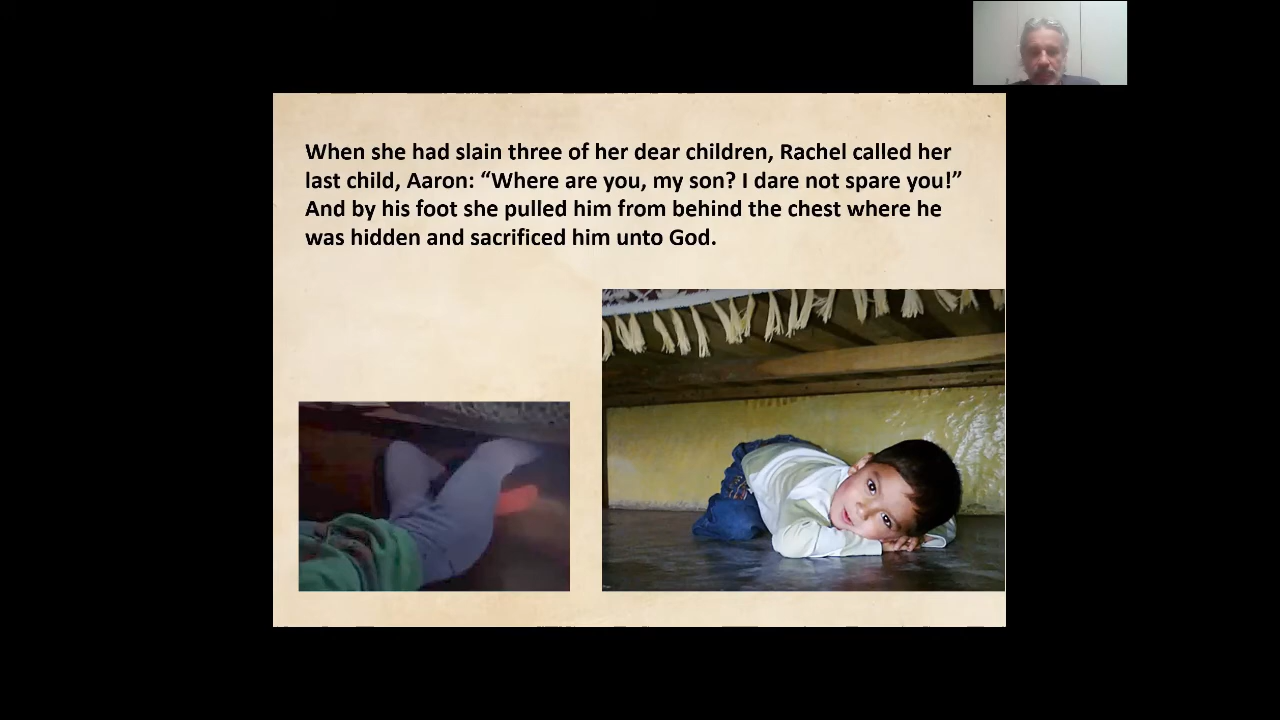 When she had slain three of her dear children, Rachel called her
last child, Aaron: “Where are you, my son? I dare not spare you!”
And by his foot she pulled him from behind the chest where he
was hidden and sacrificed him unto God.